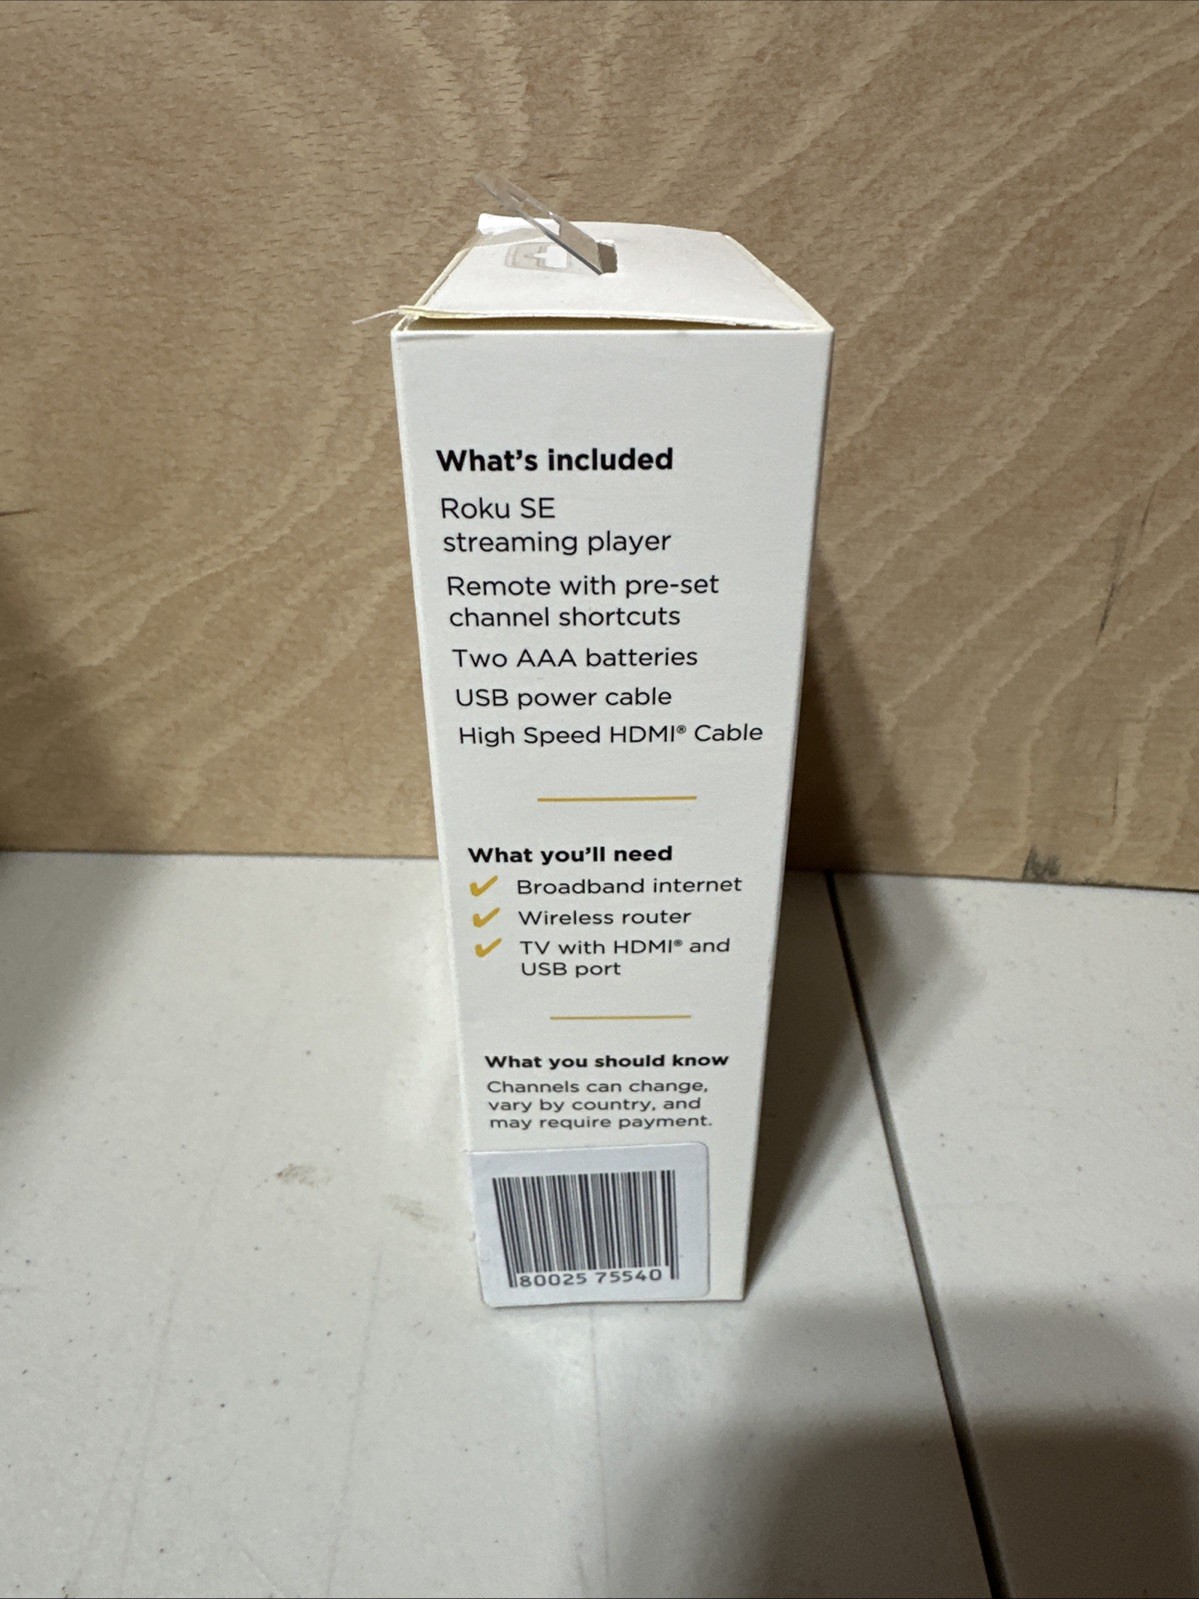 What's included
Roku SE
streaming player
Remote with pre-set
channel shortcuts
Two AAA batteries
USB power cable
High Speed HDMI® Cable
What you'll need
✔ Broadband internet
✔ Wireless router
✔ TV with HDMI® and
USB port
What you should know
Channels can change,
vary by country, and
may require payment.
80025 75540